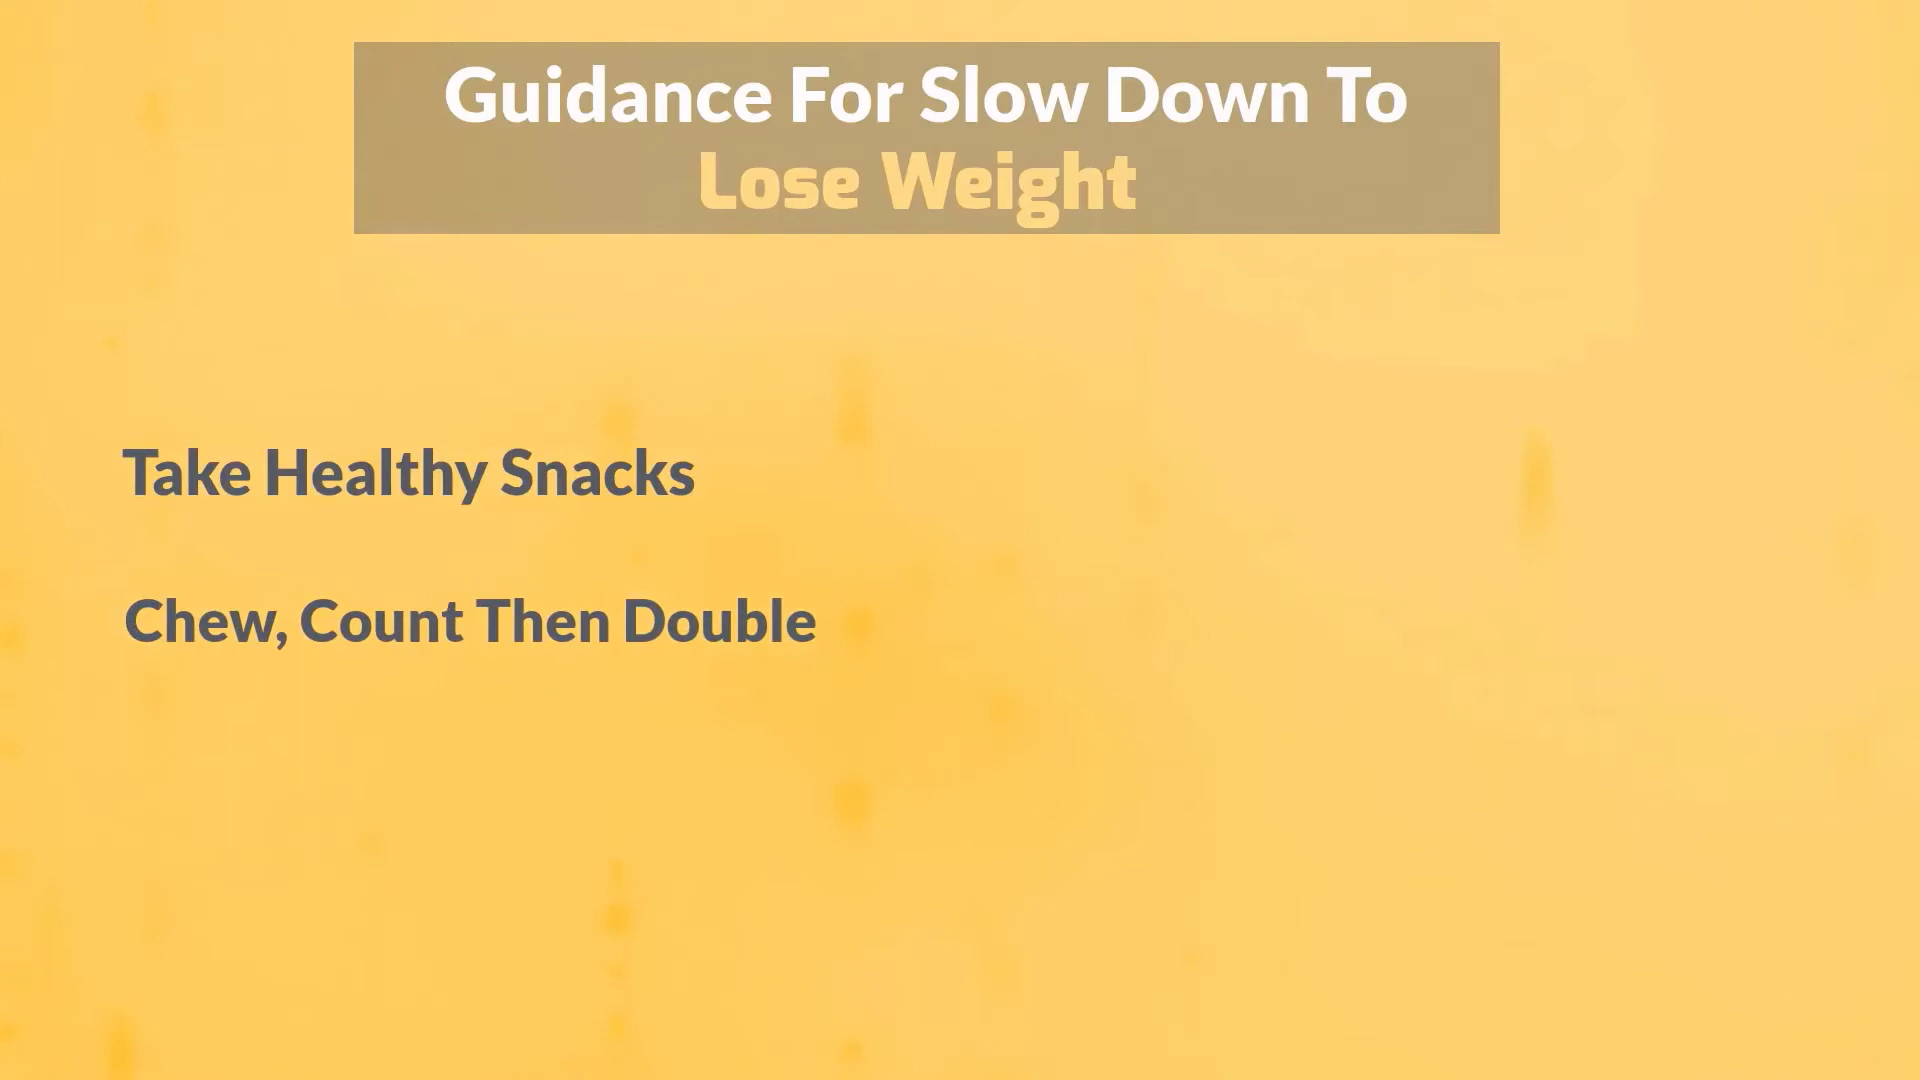 Guidance For Slow Down To
Lose Weight
Take Healthy Snacks
Chew, Count Then Double